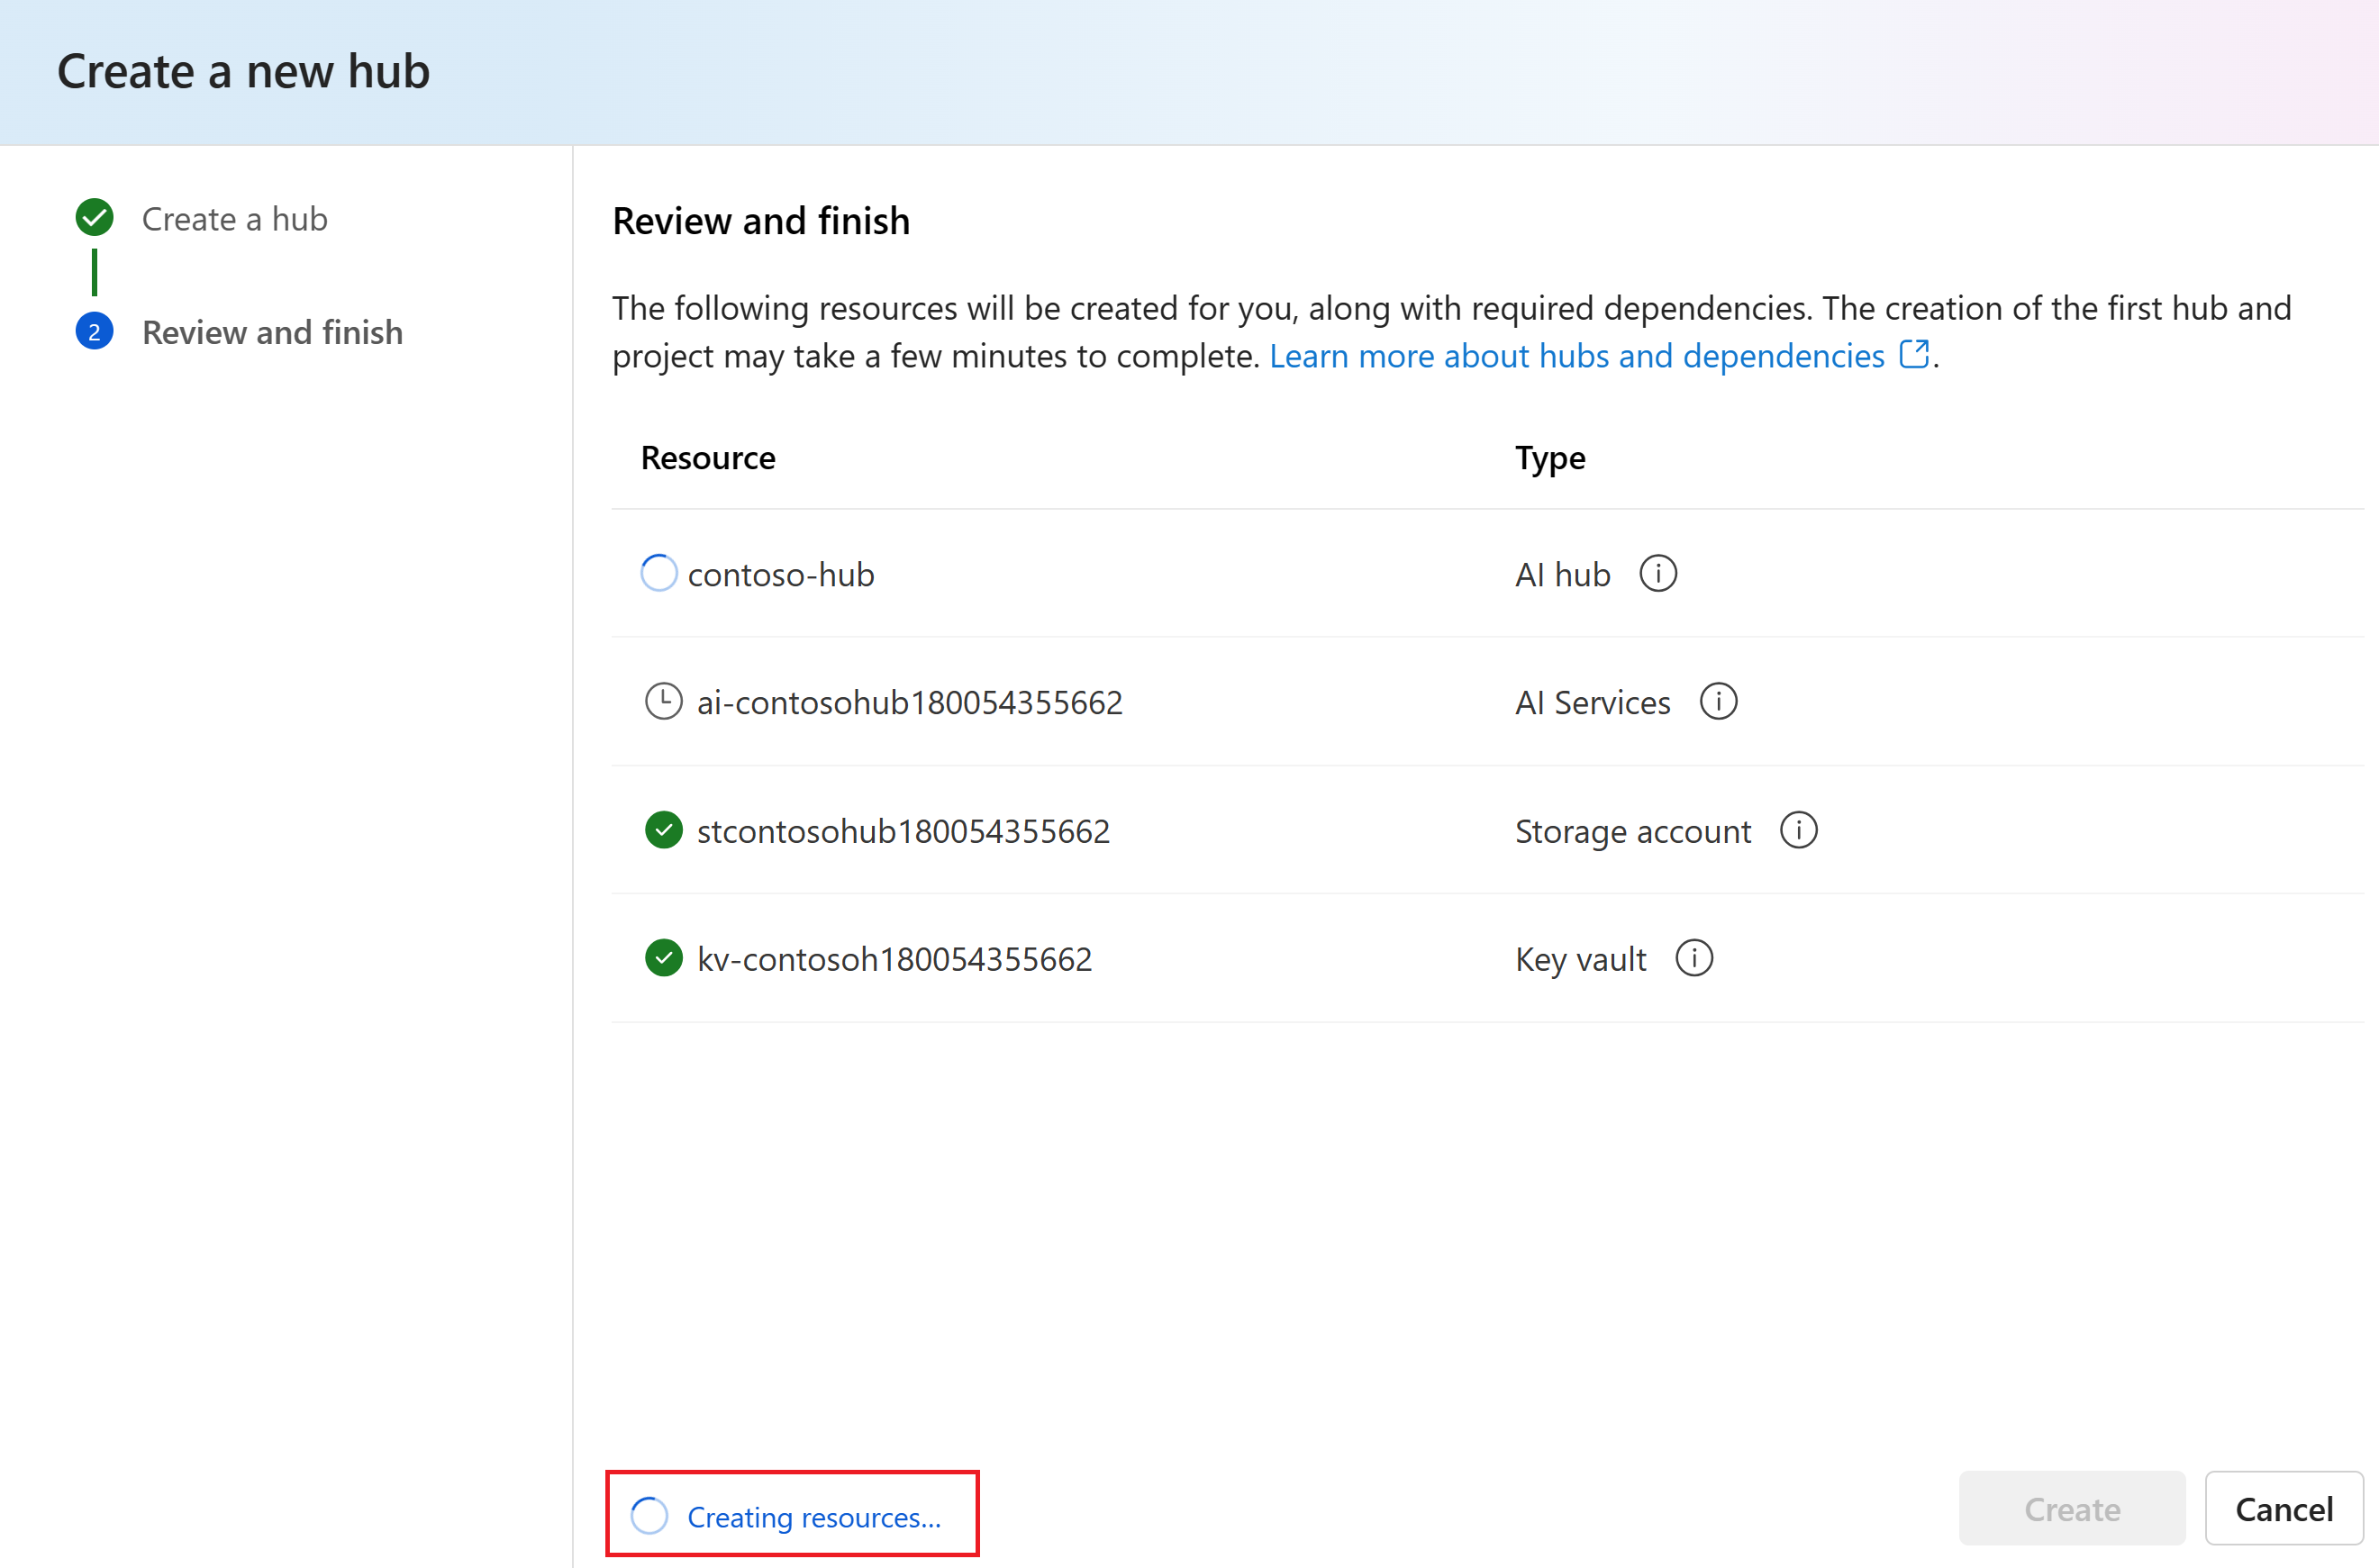 Create a new hub
Create a hub
2 Review and finish
Review and finish
The following resources will be created for you, along with required dependencies. The creation of the first hub and
project may take a few minutes to complete. Learn more about hubs and dependencies.
Resource Type
contoso-hub AI hub
ai-contosohub180054355662 AI Services
stcontosohub180054355662 Storage account
kv-contosoh180054355662 Key vault
Creating resources...
Create Cancel